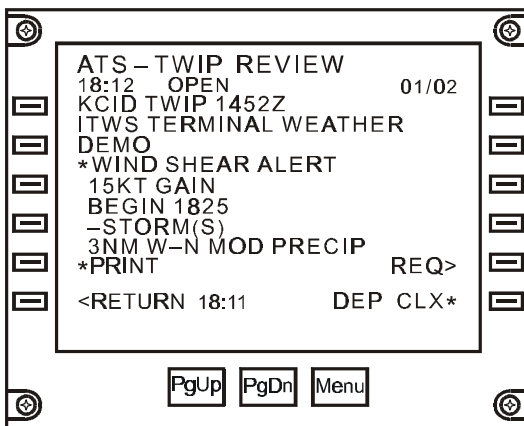 ATS – TWIP REVIEW
18:12 OPEN 01/02
KCID TWIP 1452Z
ITWS TERMINAL WEATHER
DEMO
*WIND SHEAR ALERT
15KT GAIN
BEGIN 1825
–STORM(S)
3NM W–N MOD PRECIP
*PRINT REQ>
<RETURN 18:11 DEP CLX*
PgUp PgDn Menu